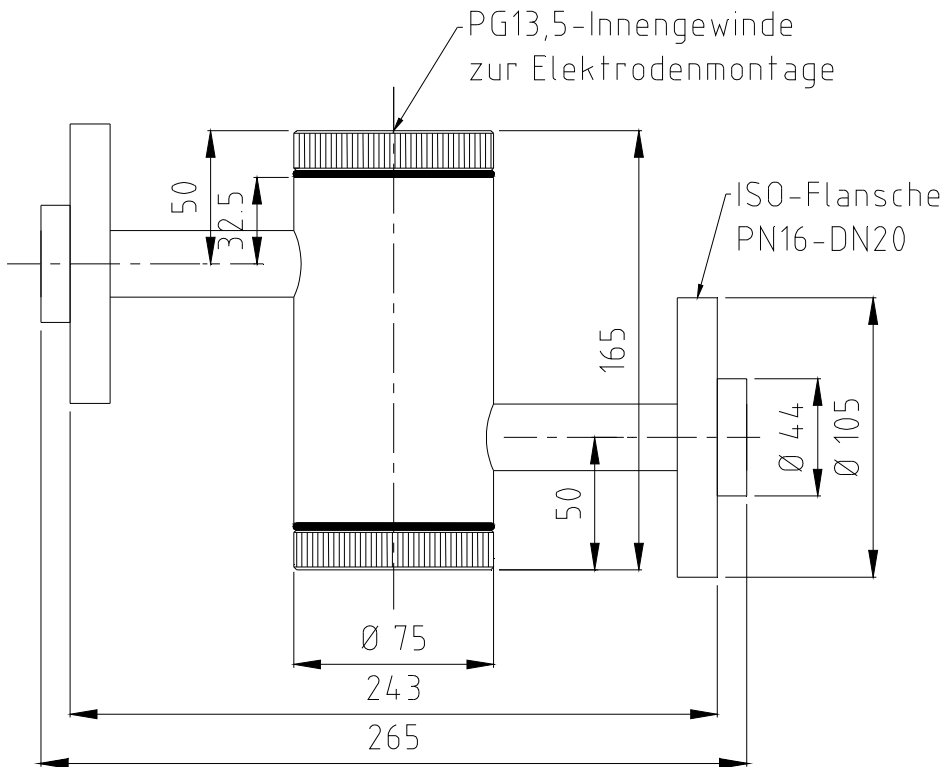 PG13,5-Innengewinde
zur Elektrodenmontage
ISO-Flansche
PN16-DN20
50
32.5
165
Ø 44
Ø 105
50
Ø 75
243
265